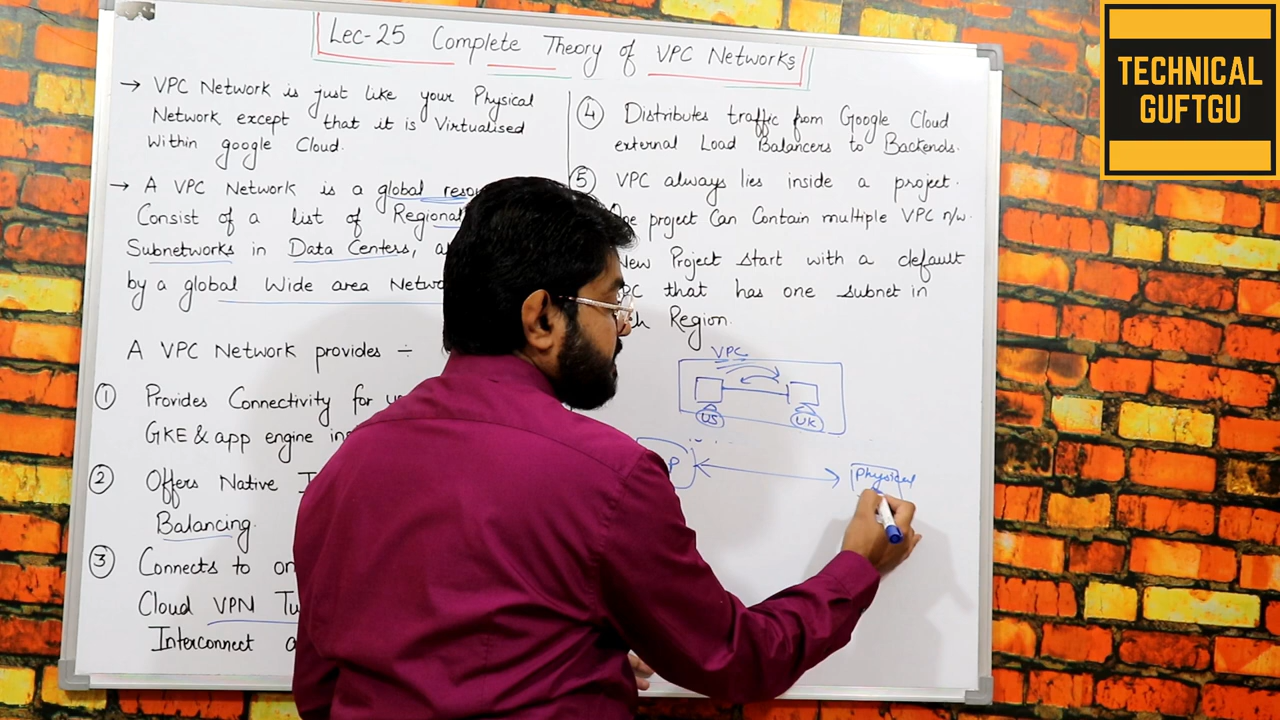 Lec-25 Complete Theory of VPC Networks
→ VPC Network is just like your Physical
Network except that it is Virtualised
Within google Cloud.
→ A VPC Network is a global
Consist of a list of Regional
Subnetworks in Data Centers,
by a global Wide area
A VPC Network provides ÷
① Provides Connectivity for
GKE & app engine
② Offers Native
Balancing.
③ Connects to
Cloud VPN
Interconnect
④ Distributes traffic from Google Cloud
external Load Balancers to Backends.
⑤ VPC always lies inside a project.
project Can Contain multiple VPC n/w.
New Project start with a default
that has one subnet in
Region.
VPC
US UK
Physical
TECHNICAL
GUFTGU